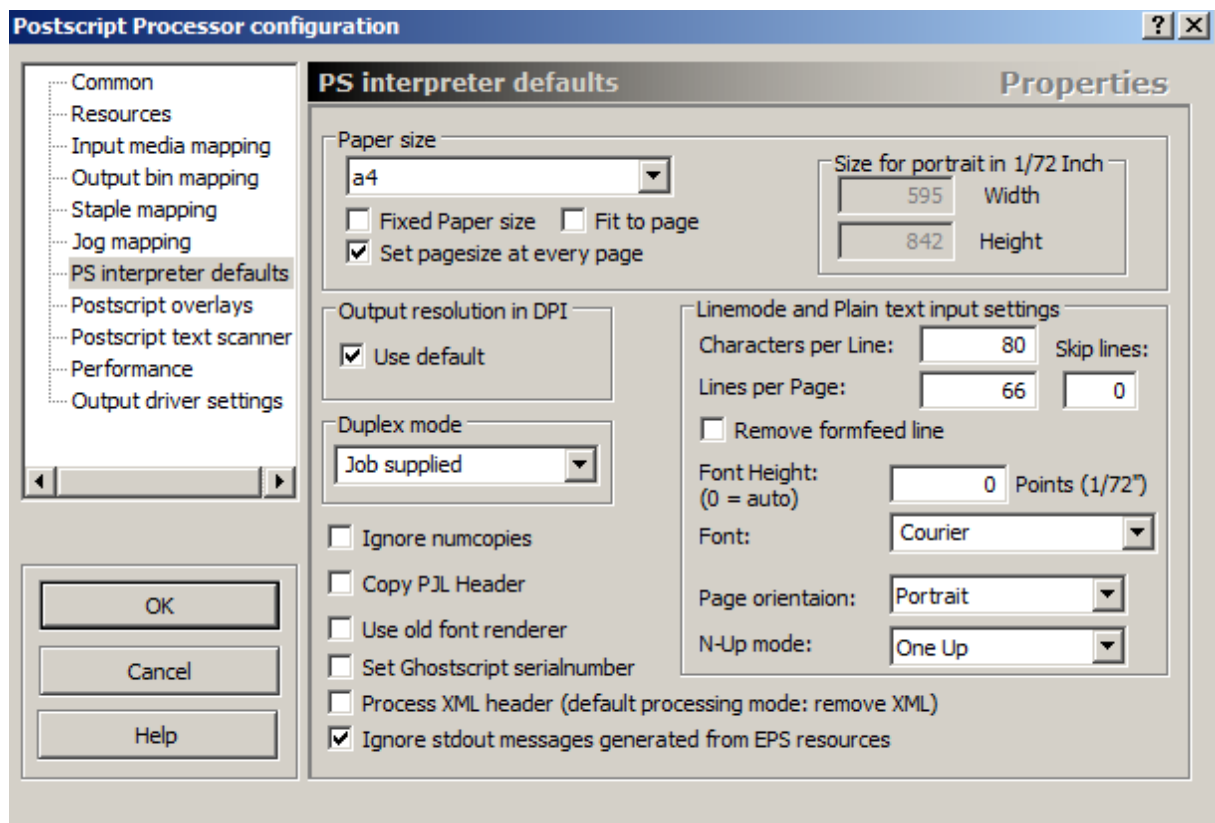 Postscript Processor configuration
Common
Resources
Input media mapping
Output bin mapping
Staple mapping
Jog mapping
PS interpreter defaults
Postscript overlays
Postscript text scanner
Performance
Output driver settings
OK
Cancel
Help
PS interpreter defaults Properties
Paper size
a4
Fixed Paper size Fit to page
Set pagesize at every page
Size for portrait in 1/72 Inch
595 Width
842 Height
Output resolution in DPI
Use default
Duplex mode
Job supplied
Ignore numcopies
Copy PJL Header
Use old font renderer
Set Ghostscript serialnumber
Process XML header (default processing mode: remove XML)
Ignore stdout messages generated from EPS resources
Linemode and Plain text input settings
Characters per Line: 80 Skip lines:
Lines per Page: 66 0
Remove formfeed line
Font Height: 0 Points (1/72")
(0 = auto)
Font: Courier
Page orientaion: Portrait
N-Up mode: One Up